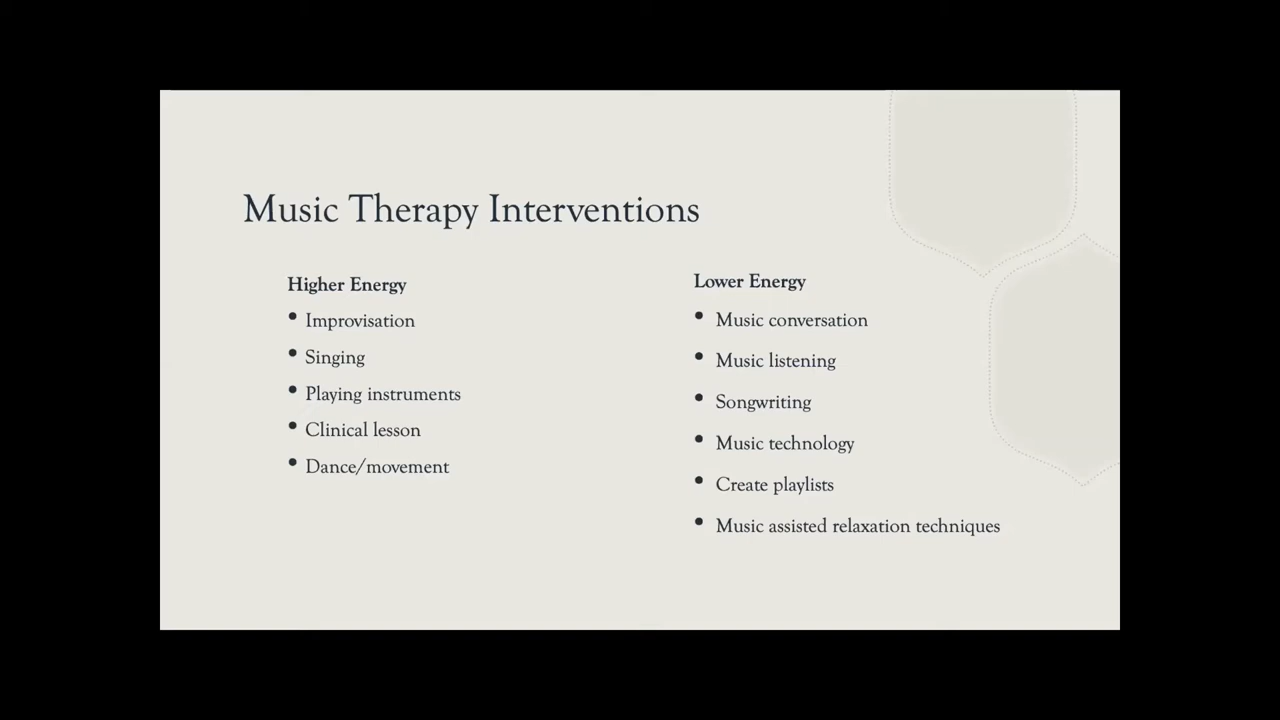 Music Therapy Interventions
Higher Energy
• Improvisation
• Singing
• Playing instruments
• Clinical lesson
• Dance/movement
Lower Energy
• Music conversation
• Music listening
• Songwriting
• Music technology
• Create playlists
• Music assisted relaxation techniques